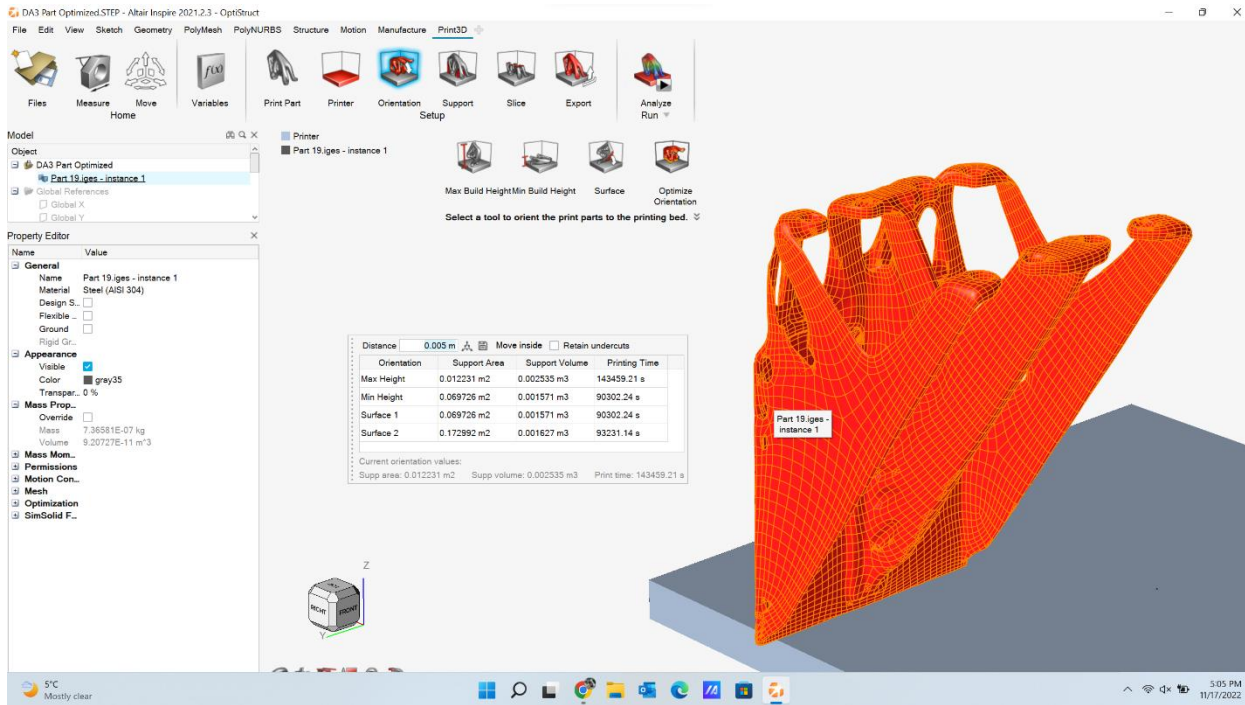 DA3 Part Optimized.STEP - Altair Inspire 2021.2.3 - OptiStruct
File Edit View Sketch Geometry PolyMesh PolyNURBS Structure Motion Manufacture Print3D
f(x)
Files Measure Move Variables Print Part Printer Orientation Support Slice Export Analyze
Home Setup Run
Model
Object
DA3 Part Optimized
Part 19.iges - instance 1
Global References
Global X
Global Y
Printer
Part 19.iges - instance 1
Max Build Height Min Build Height Surface Optimize
Orientation
Select a tool to orient the print parts to the printing bed.
Property Editor
Name Value
General
Name Part 19.iges - instance 1
Material Steel (AISI 304)
Design S...
Flexible ...
Ground
Rigid Gr...
Appearance
Visible
Color grey35
Transpar... 0 %
Mass Prop...
Override
Mass 7.36581E-07 kg
Volume 9.20727E-11 m^3
Mass Mom...
Permissions
Motion Con...
Mesh
Optimization
SimSolid F...
Distance 0.005 m Move inside Retain undercuts
Orientation Support Area Support Volume Printing Time
Max Height 0.012231 m2 0.002535 m3 143459.21 s
Min Height 0.069726 m2 0.001571 m3 90302.24 s
Surface 1 0.069726 m2 0.001571 m3 90302.24 s
Surface 2 0.172992 m2 0.001627 m3 93231.14 s
Current orientation values:
Supp area: 0.012231 m2 Supp volume: 0.002535 m3 Print time: 143459.21 s
Part 19.iges -
instance 1
Z
RIGHT FRONT
Y
5°C
Mostly clear
5:05 PM
11/17/2022